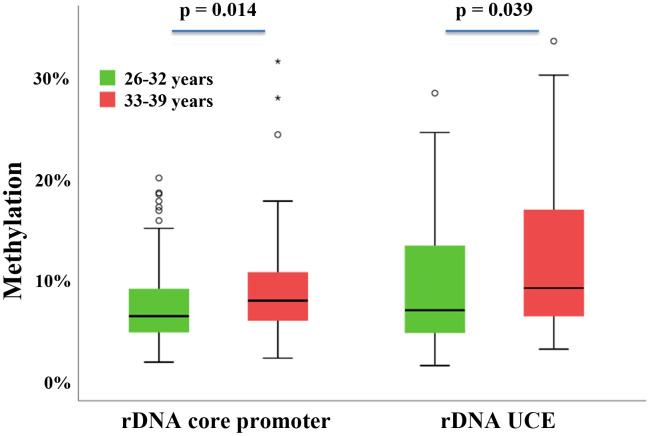 p = 0.014
p = 0.039
30%
26-32 years
33-39 years
20%
10%
0%
Methylation
rDNA core promoter
rDNA UCE